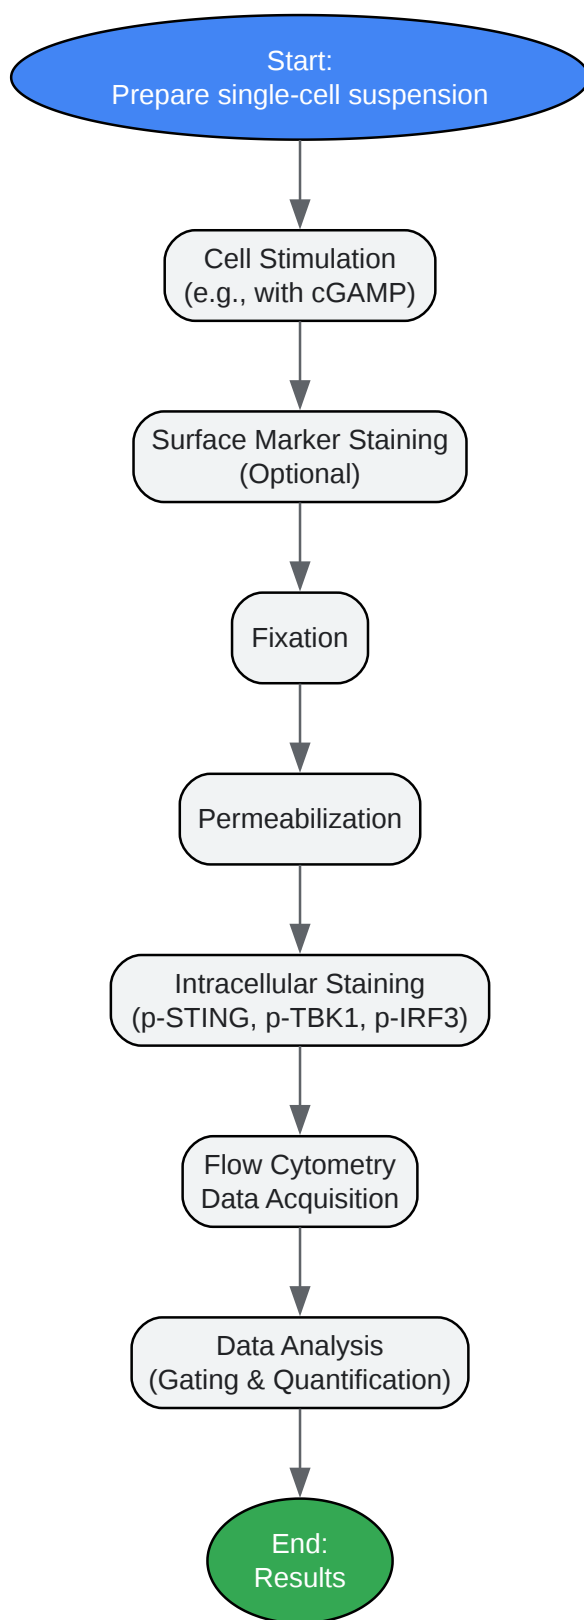 Start:
Prepare single-cell suspension
Cell Stimulation
(e.g., with cGAMP)
Surface Marker Staining
(Optional)
Fixation
Permeabilization
Intracellular Staining
(p-STING, p-TBK1, p-IRF3)
Flow Cytometry
Data Acquisition
Data Analysis
(Gating & Quantification)
End:
Results